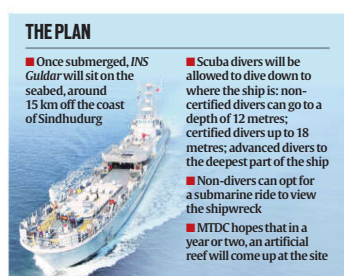 THE PLAN
■ Once submerged, INS
Guldar will sit on the
seabed, around
15 km off the coast
of Sindhudurg
■ Scuba divers will be
allowed to dive down to
where the ship is: non-
certified divers can go to a
depth of 12 metres;
certified divers up to 18
metres; advanced divers to
the deepest part of the ship
■ Non-divers can opt for
a submarine ride to view
the shipwreck
■ MTDC hopes that in a
year or two, an artificial
reef will come up at the site